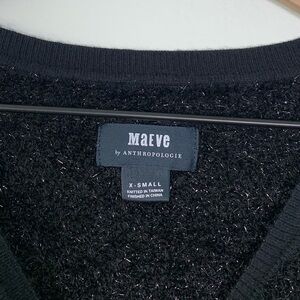 MaEve
by ANTHROPOLOGIE
X-SMALL
KNITTED IN TAIWAN
FINISHED IN CHINA